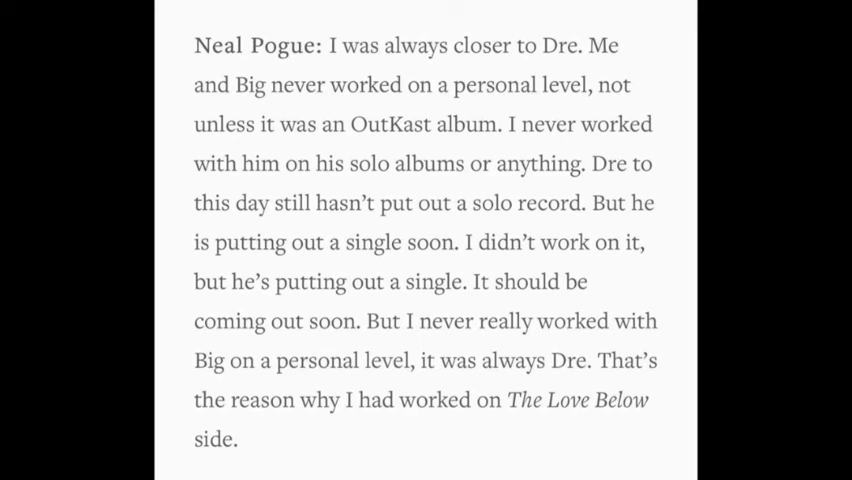 Neal Pogue: I was always closer to Dre. Me
and Big never worked on a personal level, not
unless it was an OutKast album. I never worked
with him on his solo albums or anything. Dre to
this day still hasn’t put out a solo record. But he
is putting out a single soon. I didn’t work on it,
but he’s putting out a single. It should be
coming out soon. But I never really worked with
Big on a personal level, it was always Dre. That’s
the reason why I had worked on The Love Below
side.